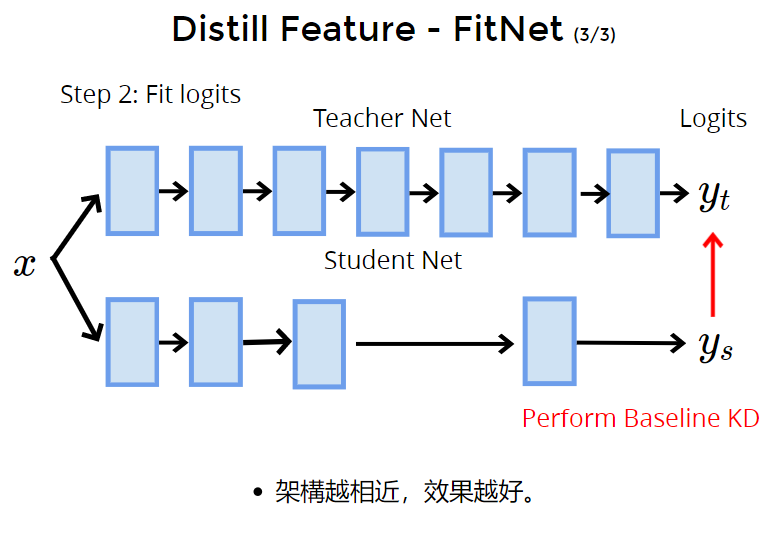 Distill Feature - FitNet (3/3)
Step 2: Fit logits
Teacher Net
Logits
x
y_t
Student Net
y_s
Perform Baseline KD
• 架構越相近，效果越好。